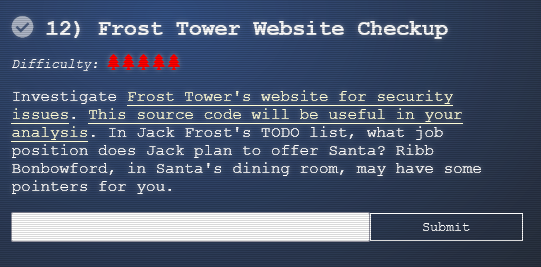 12) Frost Tower Website Checkup
Difficulty:
Investigate Frost Tower's website for security
issues. This source code will be useful in your
analysis. In Jack Frost's TODO list, what job
position does Jack plan to offer Santa? Ribb
Bonbowford, in Santa's dining room, may have some
pointers for you.
Submit